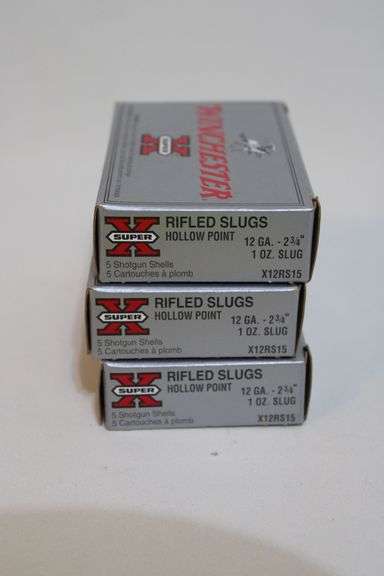 WINCHESTER
X
SUPER
X
SUPER
RIFLED SLUGS
HOLLOW POINT
12 GA. - 2¾"
1 OZ. SLUG
5 Shotgun Shells
5 Cartouches à plomb
X12RS15
X
SUPER
RIFLED SLUGS
HOLLOW POINT
12 GA. - 2¾"
1 OZ. SLUG
5 Shotgun Shells
5 Cartouches à plomb
X12RS15
X
SUPER
RIFLED SLUGS
HOLLOW POINT
12 GA. - 2¾"
1 OZ. SLUG
5 Shotgun Shells
5 Cartouches à plomb
X12RS15